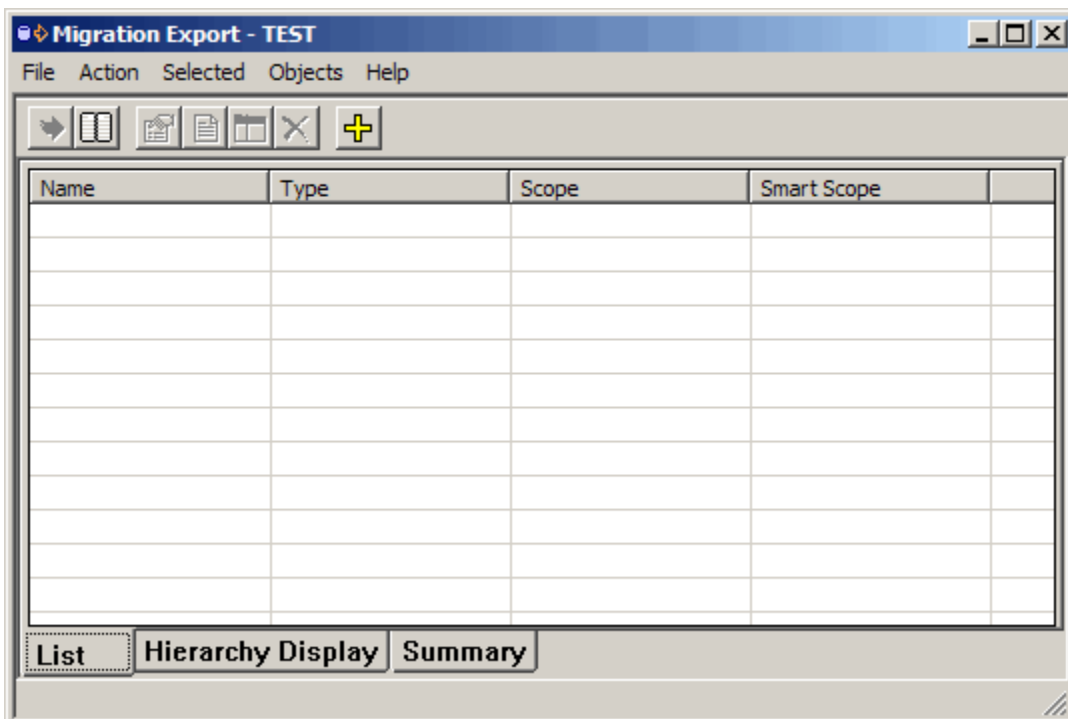 Migration Export - TEST
File Action Selected Objects Help
Name Type Scope Smart Scope
List Hierarchy Display Summary